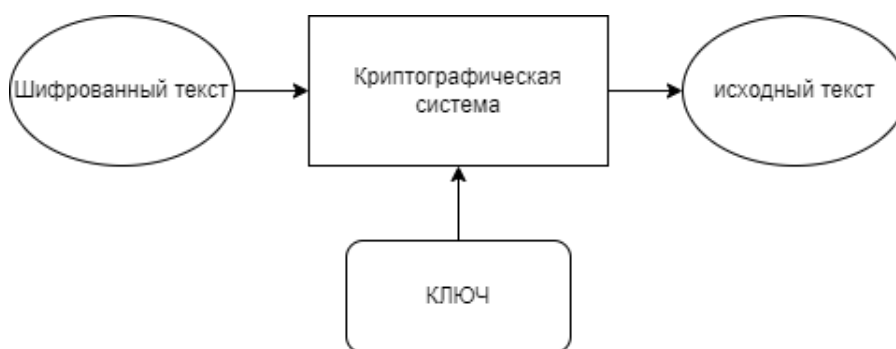 Шифрованный текст
Криптографическая
система
исходный текст
КЛЮЧ